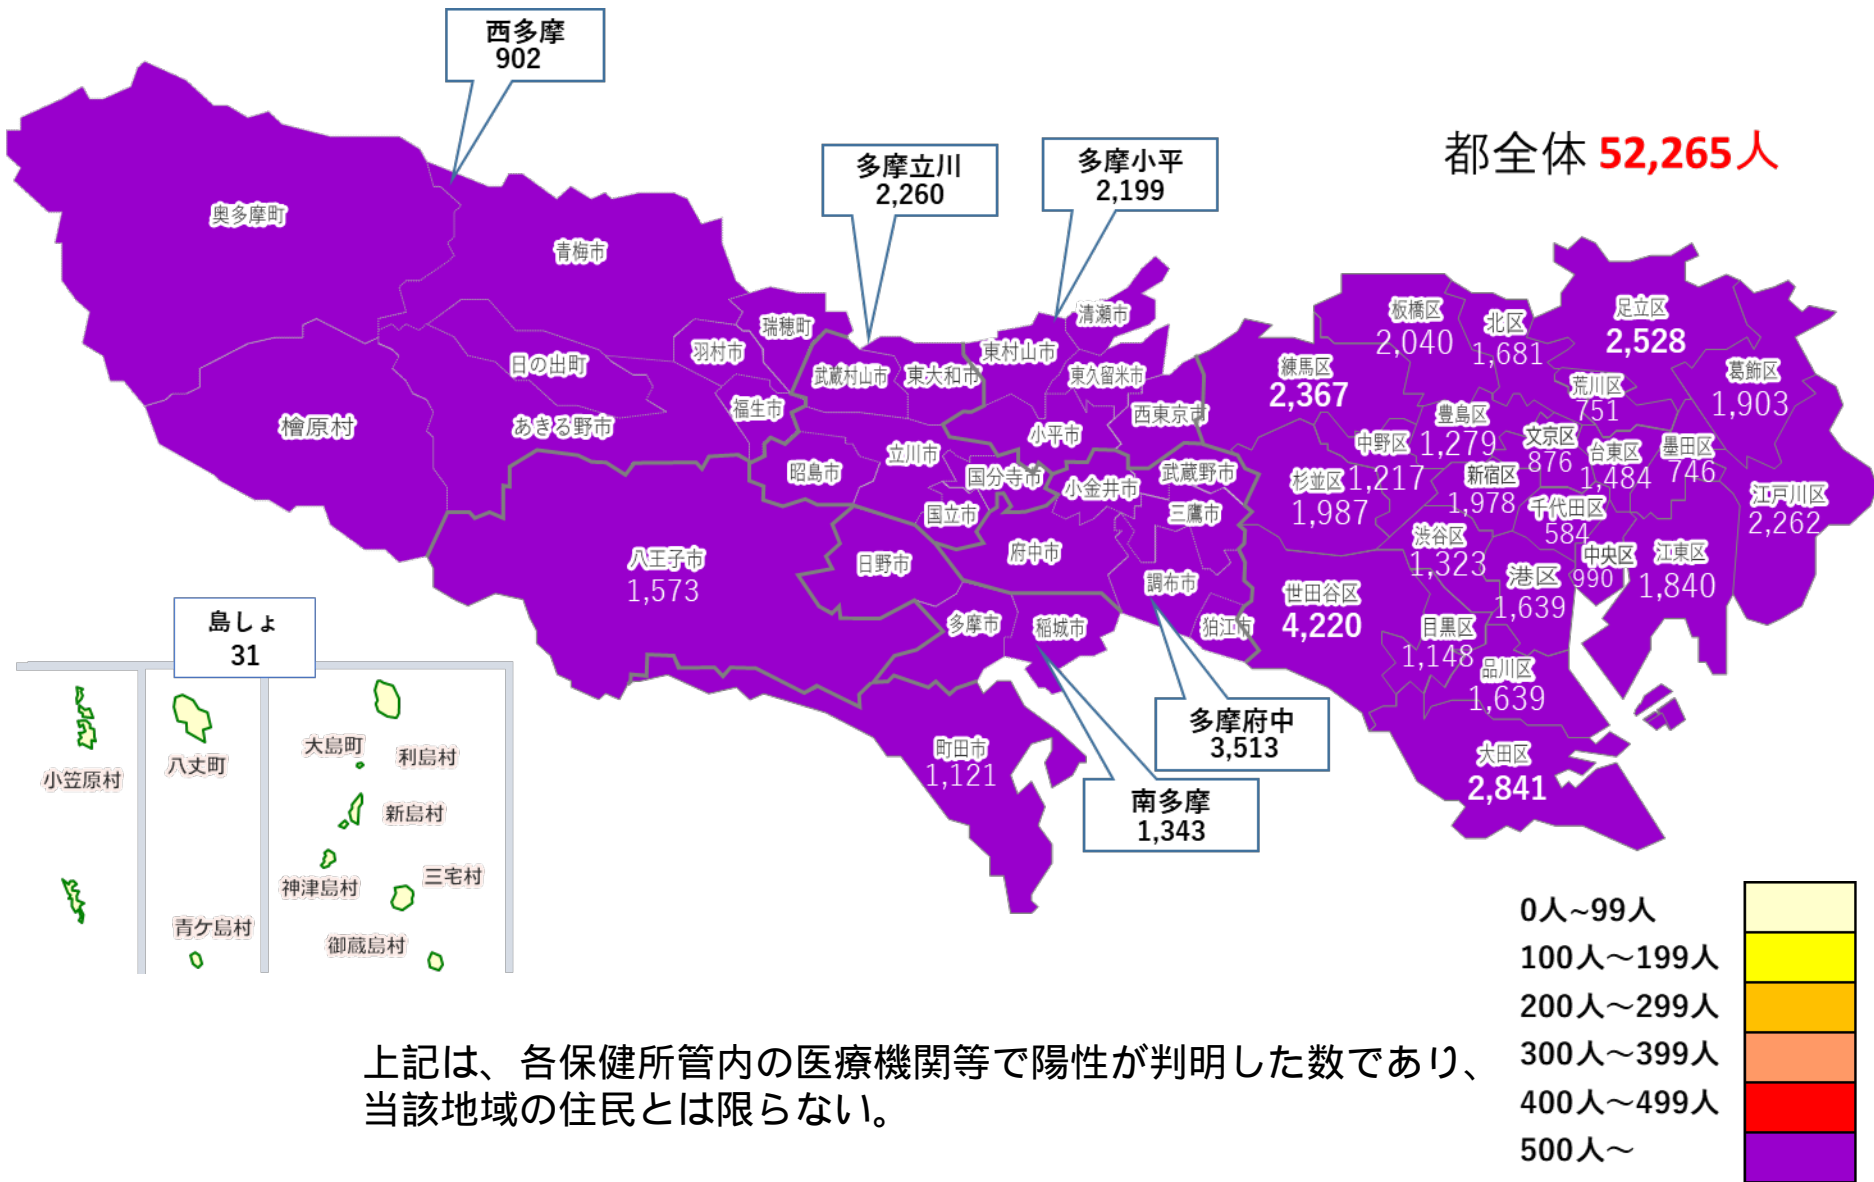 西多摩
902
多摩立川
2,260
多摩小平
2,199
都全体 52,265人
奥多摩町
青梅市
瑞穂町
羽村市
日の出町
福生市
あきる野市
檜原村
武蔵村山市
東大和市
東村山市
清瀬市
東久留米市
西東京市
小平市
昭島市
立川市
国分寺市
国立市
小金井市
武蔵野市
三鷹市
府中市
調布市
狛江市
八王子市
1,573
日野市
多摩市
稲城市
町田市
1,121
板橋区
2,040
北区
1,681
足立区
2,528
葛飾区
1,903
練馬区
2,367
荒川区
751
豊島区
1,279
中野区
1,217
文京区
876
台東区
1,484
墨田区
746
杉並区
1,987
新宿区
1,978
千代田区
584
江戸川区
2,262
渋谷区
1,323
中央区
990
江東区
1,840
港区
1,639
世田谷区
4,220
目黒区
1,148
品川区
1,639
大田区
2,841
多摩府中
3,513
南多摩
1,343
島しょ
31
小笠原村
八丈町
青ケ島村
大島町
利島村
新島村
神津島村
三宅村
御蔵島村
0人~99人
100人～199人
200人～299人
300人～399人
400人～499人
500人～
上記は、各保健所管内の医療機関等で陽性が判明した数であり、
当該地域の住民とは限らない。